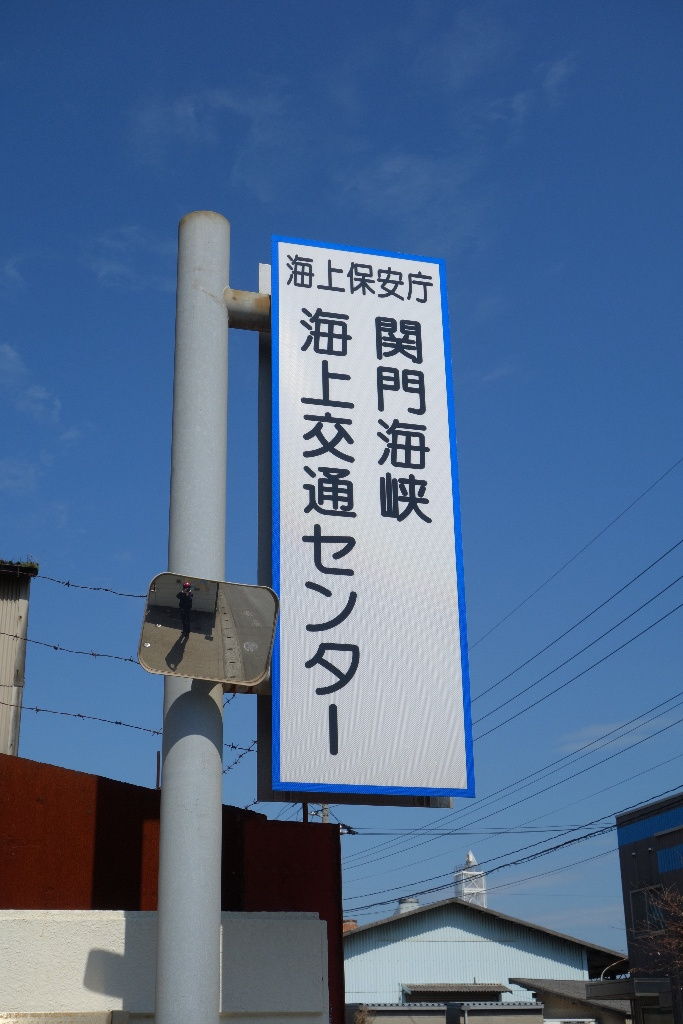 海上保安庁
関門海峡
海上交通センター